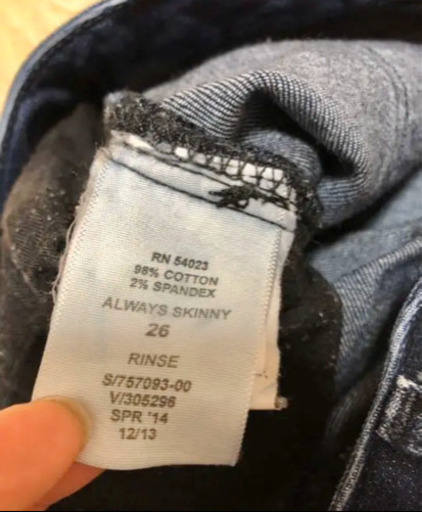 RN 54023
98% COTTON
2% SPANDEX
ALWAYS SKINNY
26
RINSE
S/757093-00
V/305296
SPR '14
12/13